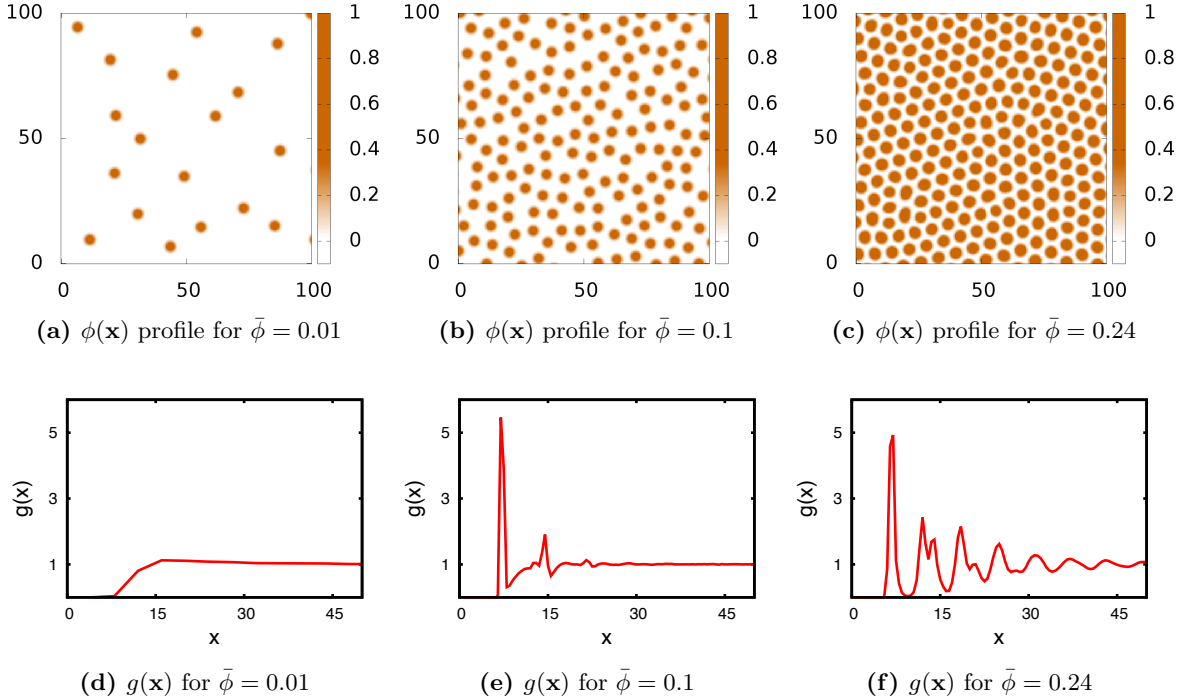 100
50
0
0 50 100
1
0.8
0.6
0.4
0.2
0
(a) ϕ(x) profile for ϕ̄ = 0.01
100
50
0
0 50 100
1
0.8
0.6
0.4
0.2
0
(b) ϕ(x) profile for ϕ̄ = 0.1
100
50
0
0 50 100
1
0.8
0.6
0.4
0.2
0
(c) ϕ(x) profile for ϕ̄ = 0.24
g(x)
5
3
1
0 15 30 45
x
(d) g(x) for ϕ̄ = 0.01
g(x)
5
3
1
0 15 30 45
x
(e) g(x) for ϕ̄ = 0.1
g(x)
5
3
1
0 15 30 45
x
(f) g(x) for ϕ̄ = 0.24